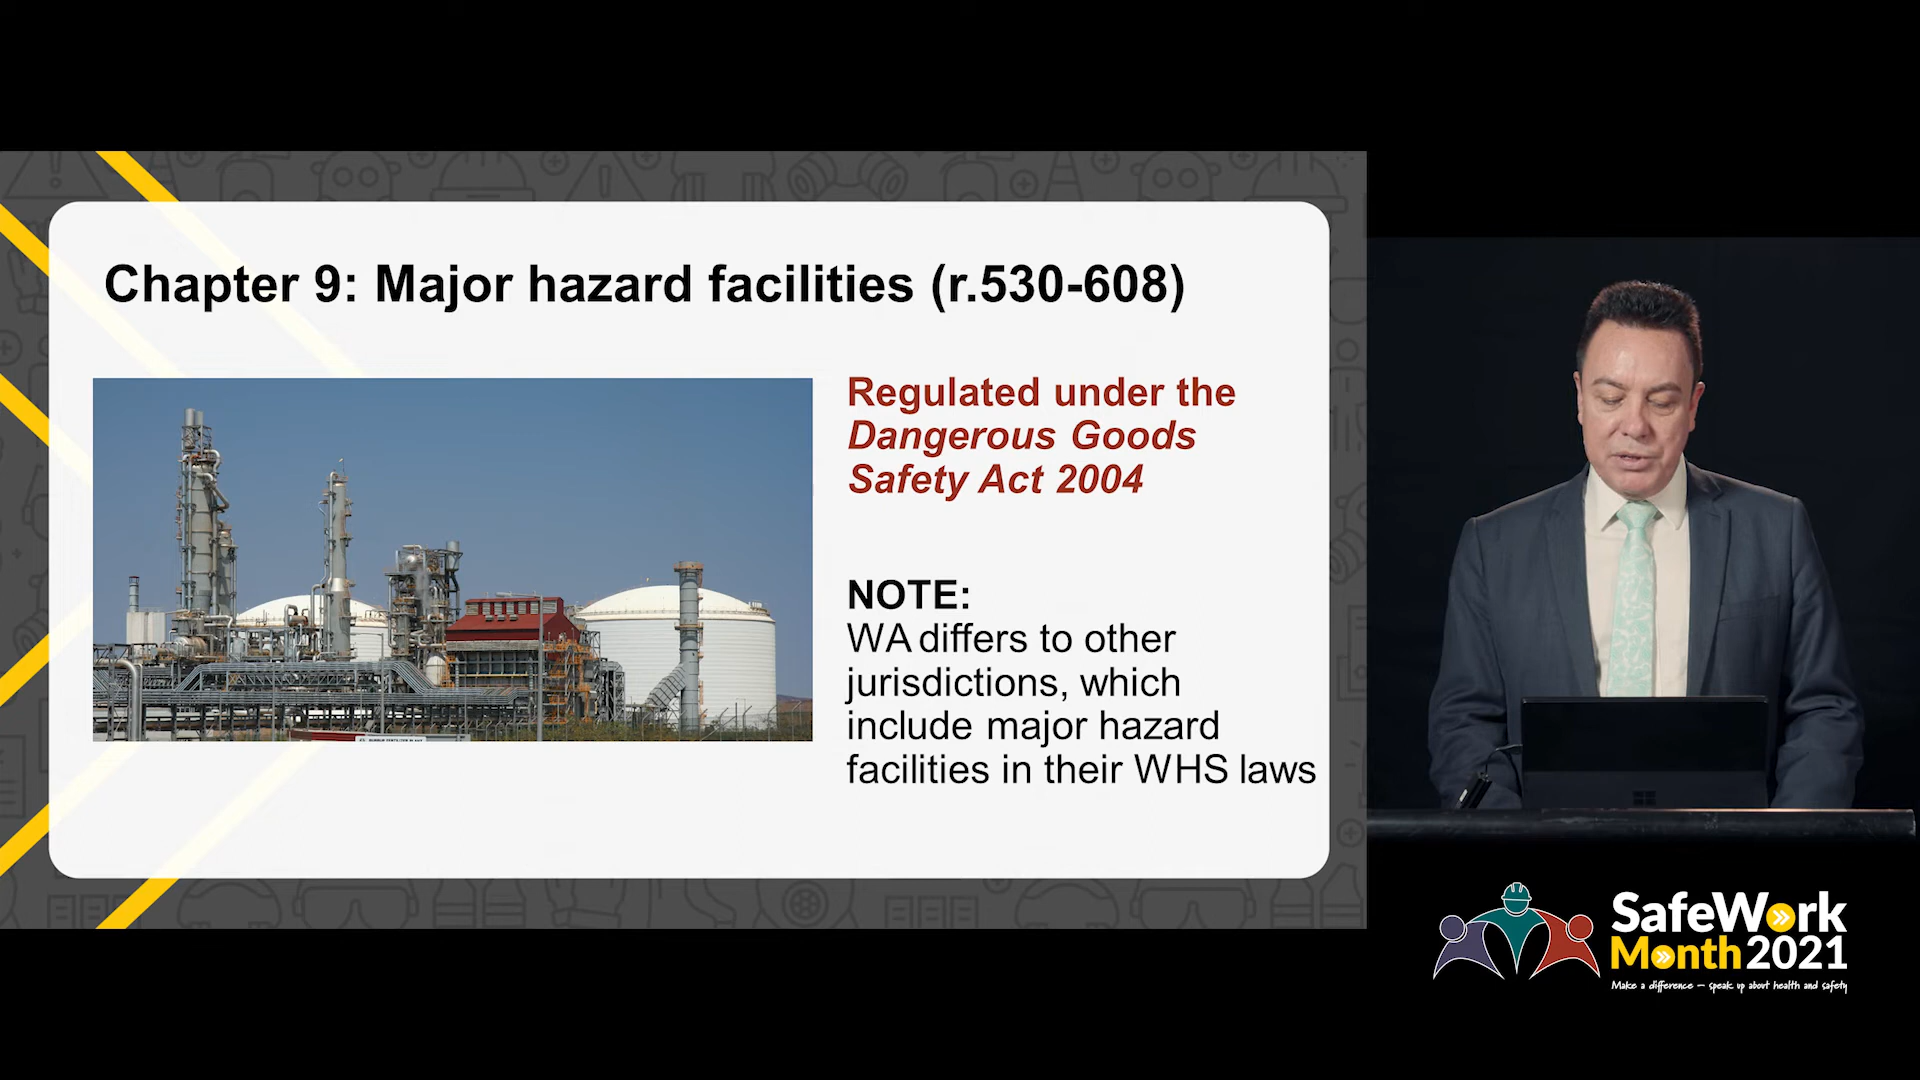 Chapter 9: Major hazard facilities (r.530-608)
Regulated under the
Dangerous Goods
Safety Act 2004
NOTE:
WA differs to other
jurisdictions, which
include major hazard
facilities in their WHS laws
SafeWork
Month 2021
Make a difference – speak up about health and safety